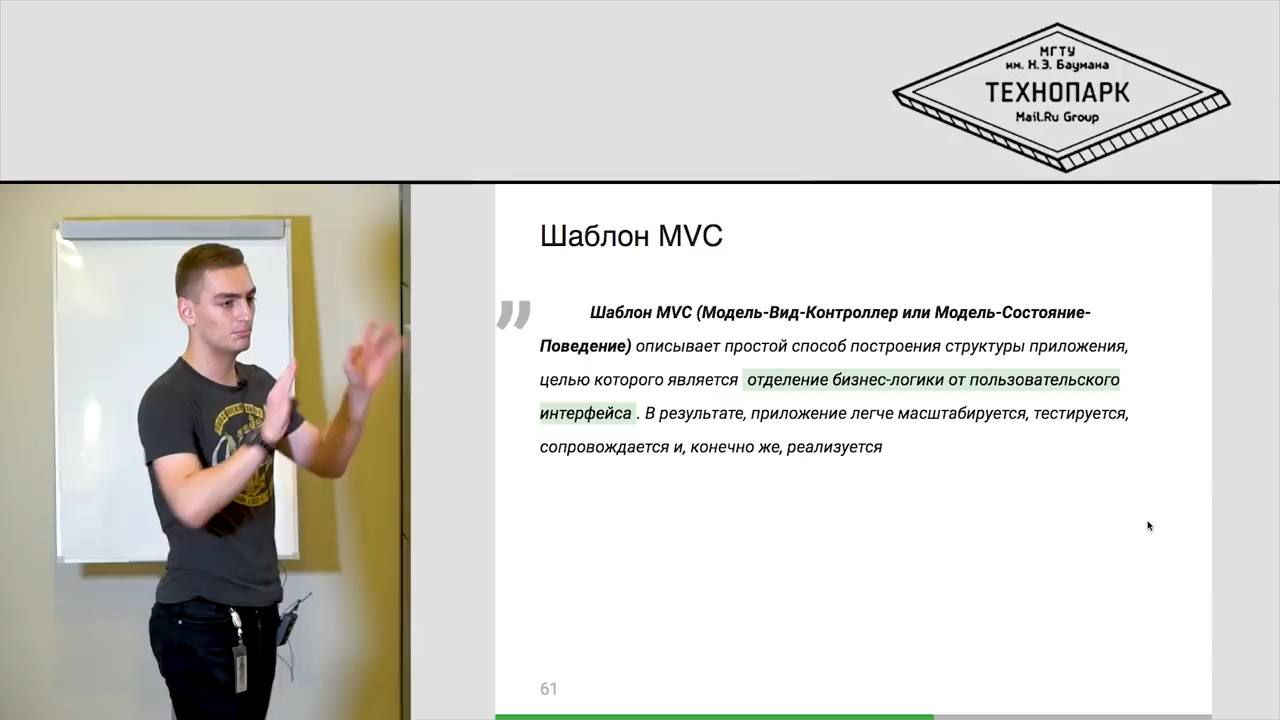 МГТУ
им. Н.Э. Баумана
ТЕХНОПАРК
Mail.Ru Group
Шаблон MVC
” Шаблон MVC (Модель-Вид-Контроллер или Модель-Состояние-
Поведение) описывает простой способ построения структуры приложения,
целью которого является отделение бизнес-логики от пользовательского
интерфейса . В результате, приложение легче масштабируется, тестируется,
сопровождается и, конечно же, реализуется
61